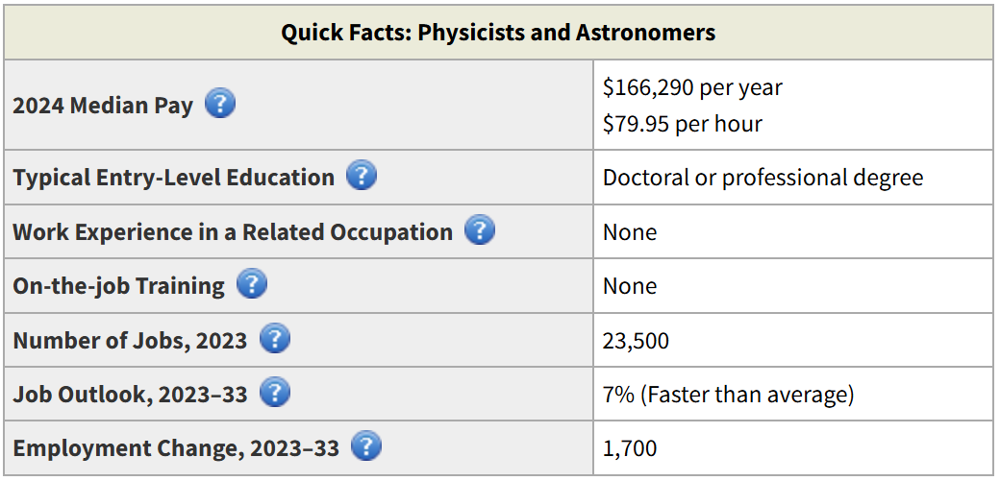 Quick Facts: Physicists and Astronomers
2024 Median Pay ? $166,290 per year
$79.95 per hour
Typical Entry-Level Education ? Doctoral or professional degree
Work Experience in a Related Occupation ? None
On-the-job Training ? None
Number of Jobs, 2023 ? 23,500
Job Outlook, 2023–33 ? 7% (Faster than average)
Employment Change, 2023–33 ? 1,700